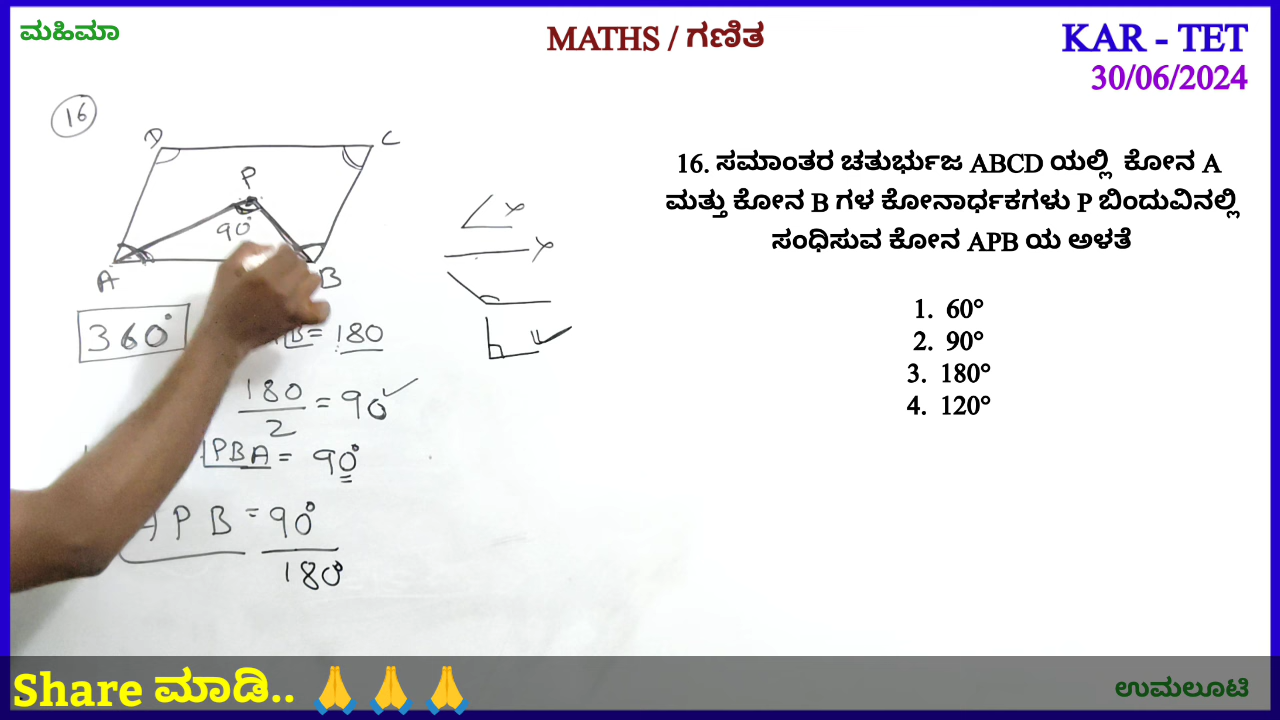 ಮಹಿಮಾ
MATHS / ಗಣಿತ
KAR - TET
30/06/2024
16
D
C
P
90°
A
B
x
x
360°
B = 180
180/2 = 90
PBA = 90°
APB = 90°
180°
16. ಸಮಾಂತರ ಚತುರ್ಭುಜ ABCD ಯಲ್ಲಿ ಕೋನ A
ಮತ್ತು ಕೋನ B ಗಳ ಕೋನಾರ್ಧಕಗಳು P ಬಿಂದುವಿನಲ್ಲಿ
ಸಂಧಿಸುವ ಕೋನ APB ಯ ಅಳತೆ
1. 60°
2. 90°
3. 180°
4. 120°
Share ಮಾಡಿ.. 🙏🙏🙏
ಉಮಲೂಟಿ